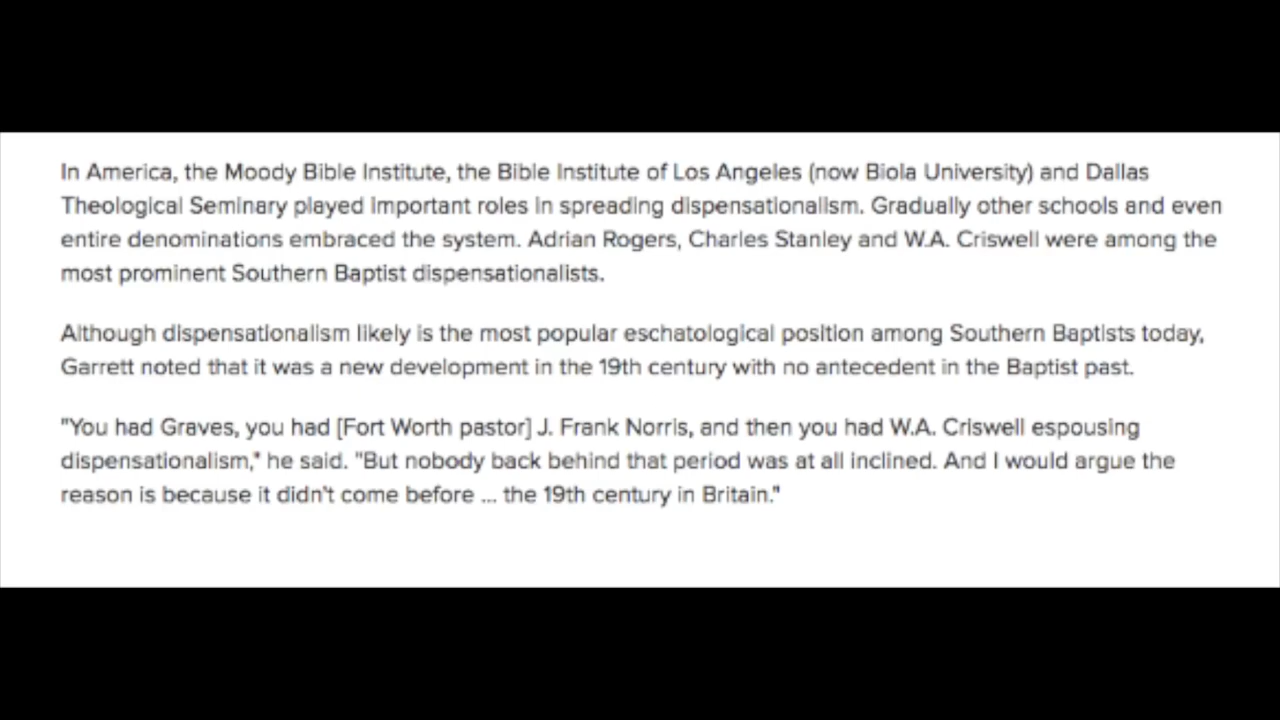 In America, the Moody Bible Institute, the Bible Institute of Los Angeles (now Biola University) and Dallas
Theological Seminary played important roles in spreading dispensationalism. Gradually other schools and even
entire denominations embraced the system. Adrian Rogers, Charles Stanley and W.A. Criswell were among the
most prominent Southern Baptist dispensationalists.
Although dispensationalism likely is the most popular eschatological position among Southern Baptists today,
Garrett noted that it was a new development in the 19th century with no antecedent in the Baptist past.
"You had Graves, you had [Fort Worth pastor] J. Frank Norris, and then you had W.A. Criswell espousing
dispensationalism," he said. "But nobody back behind that period was at all inclined. And I would argue the
reason is because it didn't come before ... the 19th century in Britain."